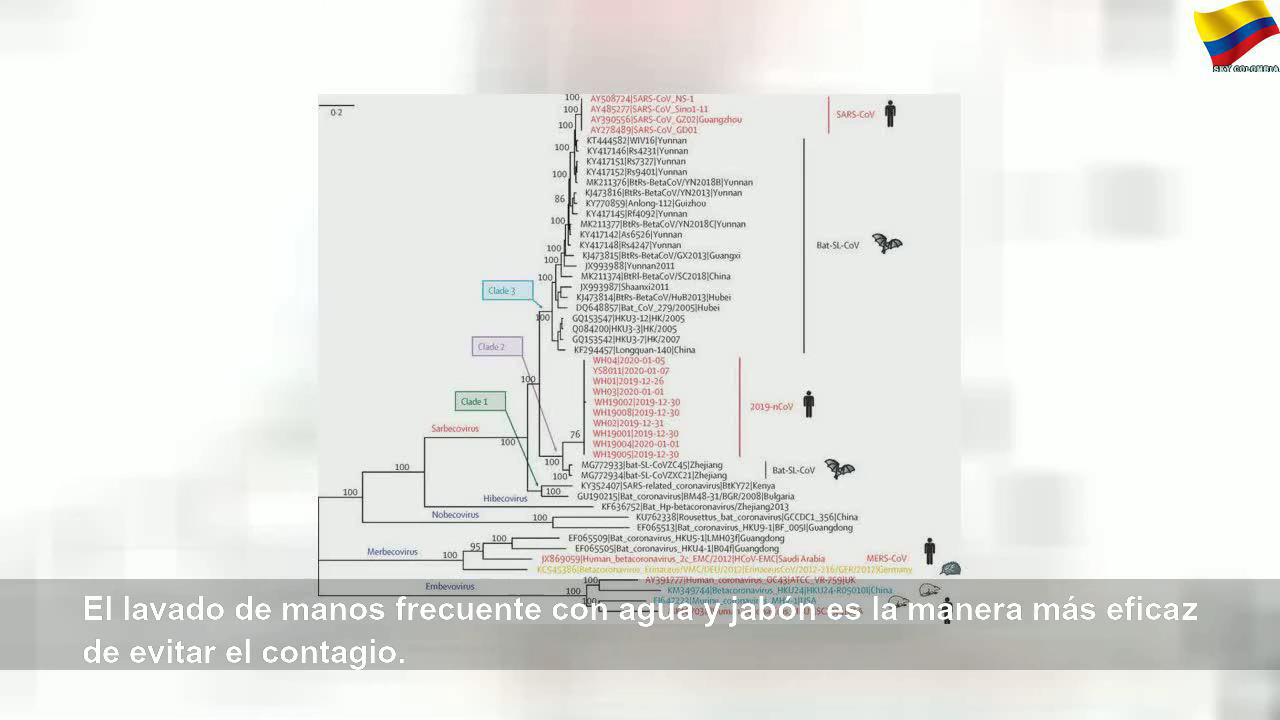 SKY COLOMBIA
0·2
100
AY508724|SARS-CoV_NS-1
100
AY485277|SARS-CoV_Sino1-11
AY390556|SARS-CoV_GZ02|Guangzhou
SARS-CoV
100
AY278489|SARS-CoV_GD01
KT444582|WIV16|Yunnan
100
KY417146|Rs4231|Yunnan
KY417151|Rs7327|Yunnan
KY417152|Rs9401|Yunnan
100
MK211376|BtRs-BetaCoV/YN2018B|Yunnan
KJ473816|BtRs-BetaCoV/YN2013|Yunnan
86
KY770859|Anlong-112|Guizhou
KY417145|Rf4092|Yunnan
100
MK211377|BtRs-BetaCoV/YN2018C|Yunnan
KY417142|As6526|Yunnan
KY417148|Rs4247|Yunnan
Bat-SL-CoV
100
KJ473815|BtRs-BetaCoV/GX2013|Guangxi
100
JX993988|Yunnan2011
100
MK211374|BtRl-BetaCoV/SC2018|China
JX993987|Shaanxi2011
Clade 3
KJ473814|BtRs-BetaCoV/HuB2013|Hubei
DQ648857|Bat_CoV_279/2005|Hubei
100
GQ153547|HKU3-12|HK/2005
Q084200|HKU3-3|HK/2005
GQ153542|HKU3-7|HK/2007
Clade 2
KF294457|Longquan-140|China
WH04|2020-01-05
YS8011|2020-01-07
100
WH01|2019-12-26
WH03|2020-01-01
Clade 1
WH19002|2019-12-30
2019-nCoV
WH19008|2019-12-30
WH02|2019-12-31
Sarbecovirus
76
WH19001|2019-12-30
100
WH19004|2020-01-01
WH19005|2019-12-30
100
100
MG772933|bat-SL-CoVZC45|Zhejiang
Bat-SL-CoV
100
MG772934|bat-SL-CoVZXC21|Zhejiang
KY352407|SARS-related_coronavirus|BtKY72|Kenya
100
100
GU190215|Bat_coronavirus|BM48-31/BGR/2008|Bulgaria
Hibecovirus
KF636752|Bat_Hp-betacoronavirus/Zhejiang2013
Nobecovirus
100
KU762338|Rousettus_bat_coronavirus|GCCDC1_356|China
EF065513|Bat_coronavirus_HKU9-1|BF_005I|Guangdong
100
EF065509|Bat_coronavirus_HKU5-1|LMH03f|Guangdong
Merbecovirus
95
EF065505|Bat_coronavirus_HKU4-1|B04f|Guangdong
100
JX869059|Human_betacoronavirus_2c_EMC/2012|HCoV-EMC|Saudi Arabia
MERS-CoV
KC545386|Betacoronavirus_Erinaceus/VMC/DEU/2012|ErinaceusCoV/2012-216/GER/2012|Germany
Embevovirus
100
AY391777|Human_coronavirus_OC43|ATCC_VR-759|UK
100
KM349744|Betacoronavirus_HKU24|HKU24-R05010I|China
100
El lavado de manos frecuente con agua y jabón es la manera más eficaz
de evitar el contagio.